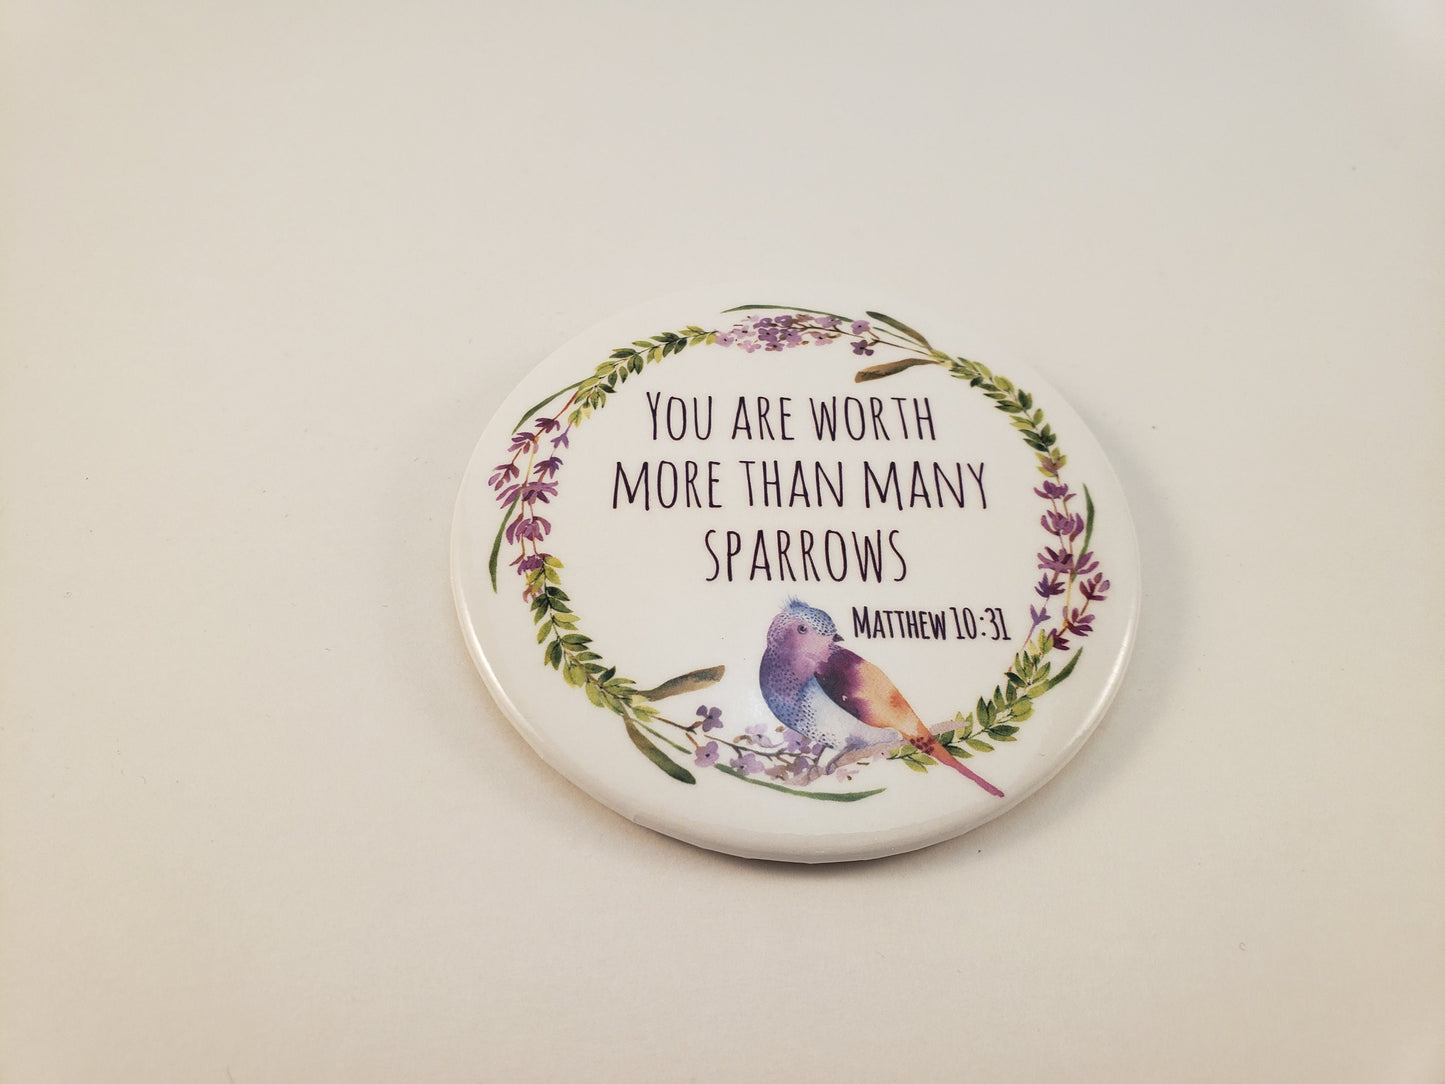 You are worth
more than many
sparrows
Matthew 10:31